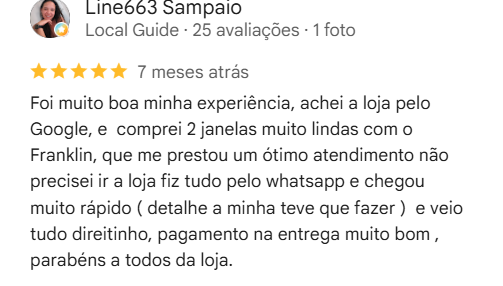 Line663 Sampaio
Local Guide · 25 avaliações · 1 foto
7 meses atrás
Foi muito boa minha experiência, achei a loja pelo
Google, e  comprei 2 janelas muito lindas com o
Franklin, que me prestou um ótimo atendimento não
precisei ir a loja fiz tudo pelo whatsapp e chegou
muito rápido ( detalhe a minha teve que fazer )  e veio
tudo direitinho, pagamento na entrega muito bom ,
parabéns a todos da loja.